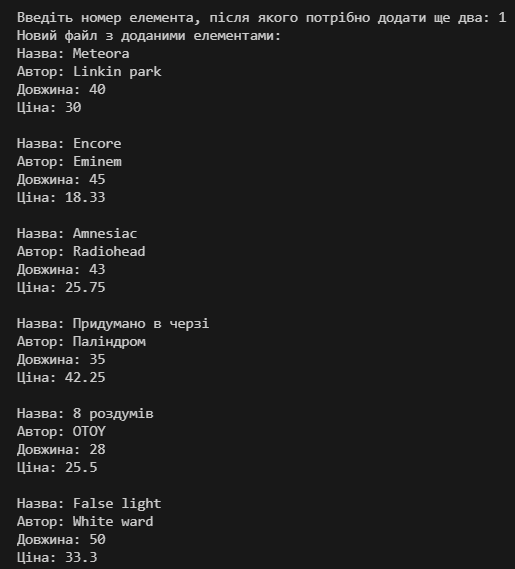 Введіть номер елемента, після якого потрібно додати ще два: 1
Новий файл з доданими елементами:
Назва: Meteora
Автор: Linkin park
Довжина: 40
Ціна: 30
Назва: Encore
Автор: Eminem
Довжина: 45
Ціна: 18.33
Назва: Amnesiac
Автор: Radiohead
Довжина: 43
Ціна: 25.75
Назва: Придумано в черзі
Автор: Паліндром
Довжина: 35
Ціна: 42.25
Назва: 8 роздумів
Автор: ОТОУ
Довжина: 28
Ціна: 25.5
Назва: False light
Автор: White ward
Довжина: 50
Ціна: 33.3